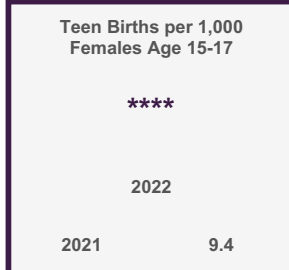 Teen Births per 1,000
Females Age 15-17
****
2022
2021 9.4